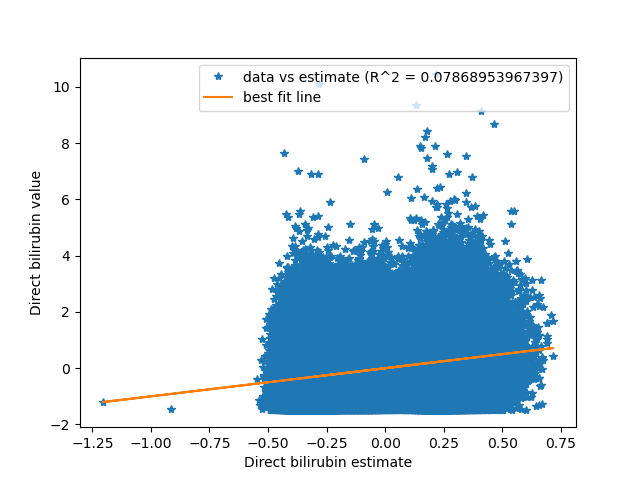 data vs estimate (R^2 = 0.07868953967397)
best fit line
Direct bilirubin value
10
8
6
4
2
0
−2
−1.25 −1.00 −0.75 −0.50 −0.25 0.00 0.25 0.50 0.75
Direct bilirubin estimate